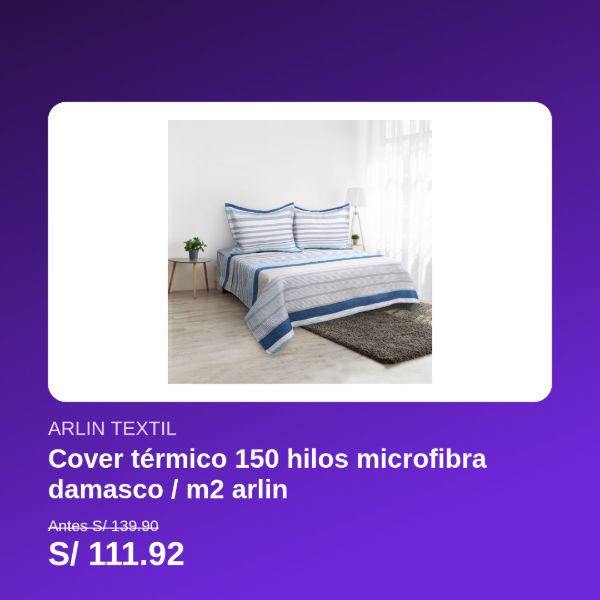 ARLIN TEXTIL
Cover térmico 150 hilos microfibra
damasco / m2 arlin
Antes S/ 139.90
S/ 111.92